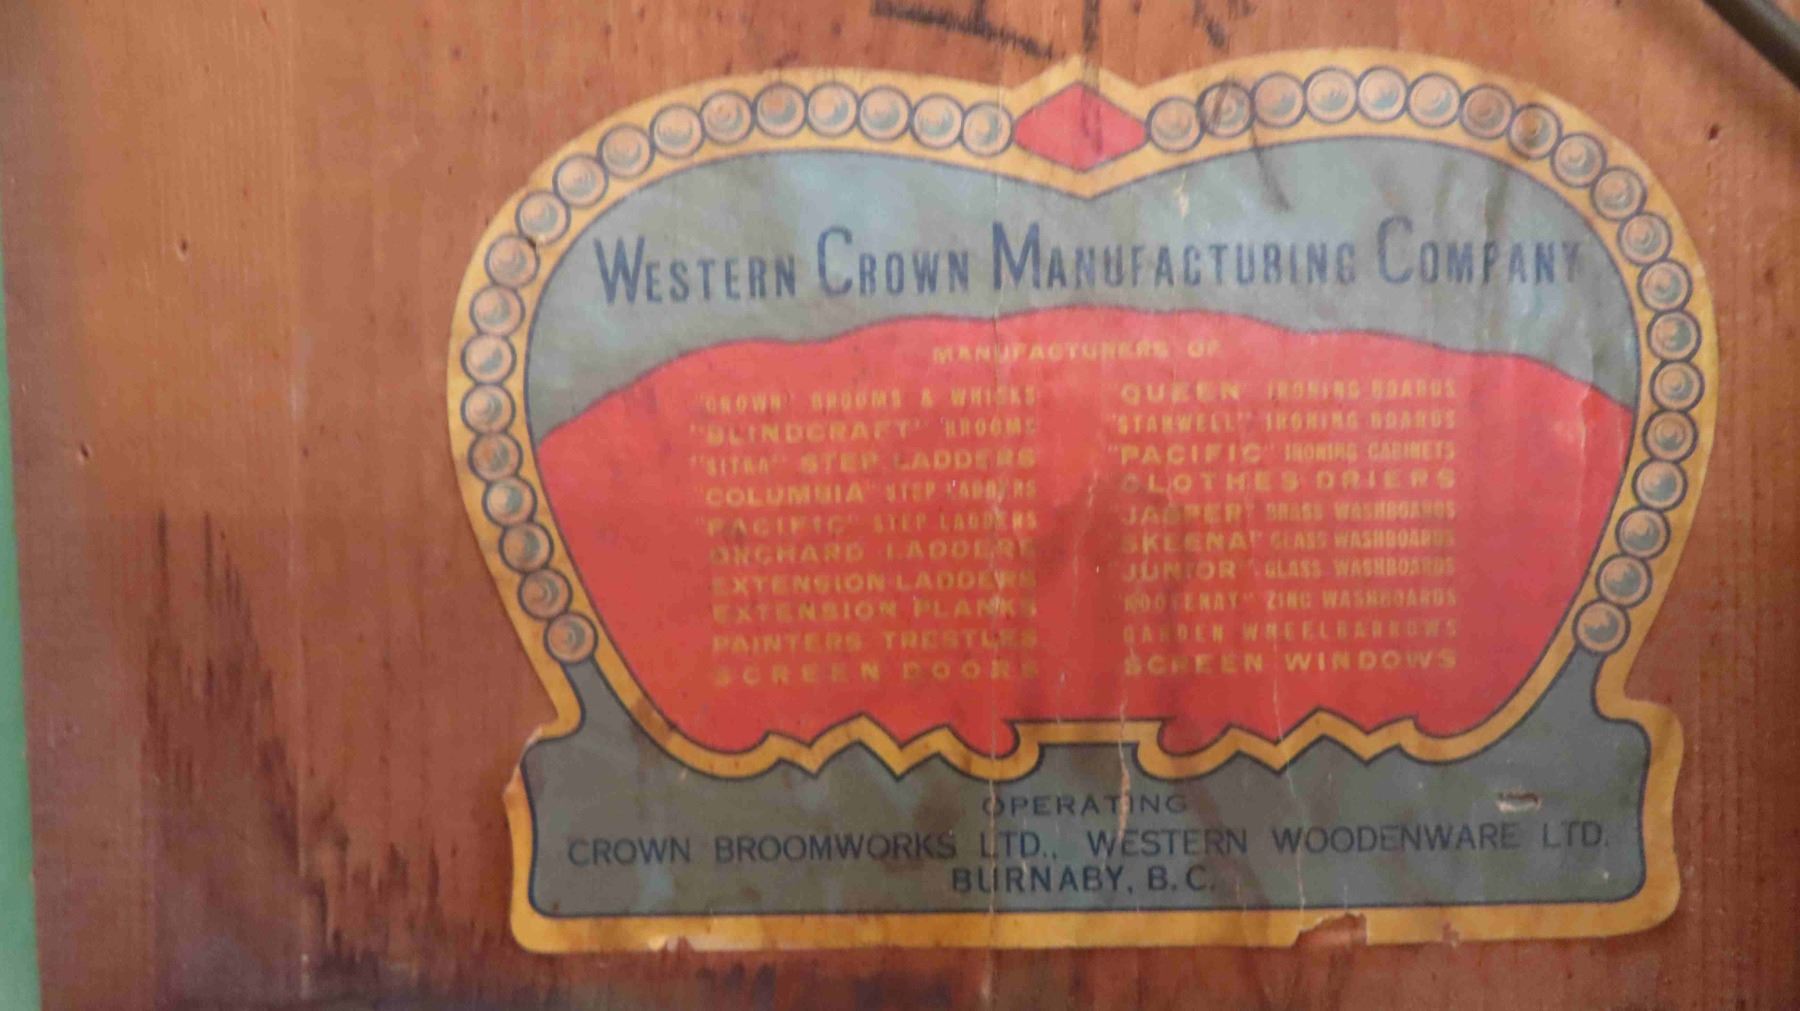 WESTERN CROWN MANUFACTURING COMPANY
MANUFACTURERS OF
"CROWN" BROOMS & WHISKS
"BLINDCRAFT" BROOMS
"SITKA" STEP LADDERS
"COLUMBIA" STEP LADDERS
"PACIFIC" STEP LADDERS
ORCHARD LADDERS
EXTENSION LADDERS
EXTENSION PLANKS
PAINTERS TRESTLES
SCREEN DOORS
"QUEEN" IRONING BOARDS
"STARWELL" IRONING BOARDS
"PACIFIC" IRONING CABINETS
CLOTHES DRIERS
"JASPER" BRASS WASHBOARDS
"SKEENA" GLASS WASHBOARDS
"JUNIOR" GLASS WASHBOARDS
"KOOTENAY" ZINC WASHBOARDS
GARDEN WHEELBARROWS
SCREEN WINDOWS
OPERATING
CROWN BROOMWORKS LTD., WESTERN WOODENWARE LTD.
BURNABY, B.C.